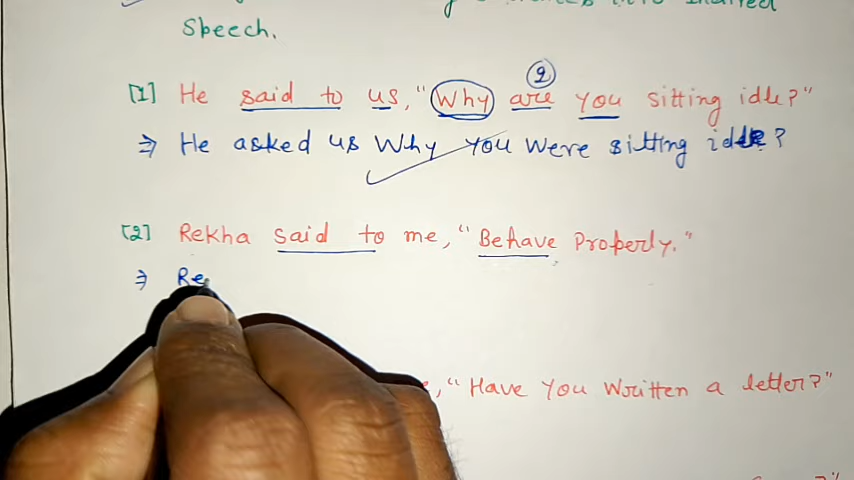 Speech.
[1] He said to us, "Why are you sitting idle?"
2
⇒ He asked us Why you were sitting idle?
[2] Rekha said to me, "Behave Properly."
⇒ Re
, "Have you Written a letter?"